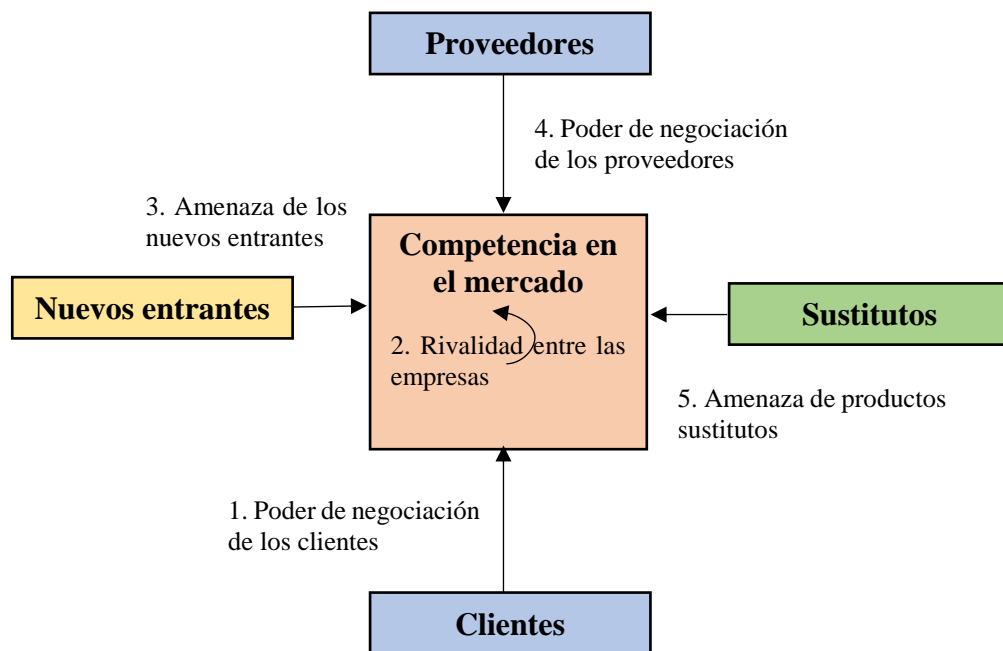 Proveedores
4. Poder de negociación
de los proveedores
3. Amenaza de los
nuevos entrantes
Competencia en
el mercado
Nuevos entrantes
Sustitutos
2. Rivalidad entre las
empresas
5. Amenaza de productos
sustitutos
1. Poder de negociación
de los clientes
Clientes